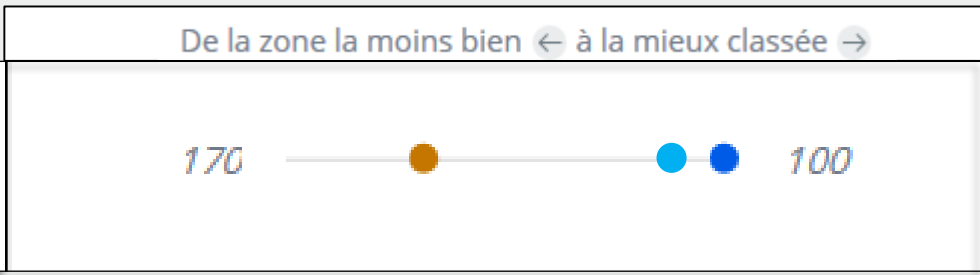 De la zone la moins bien ← à la mieux classée →
170 100